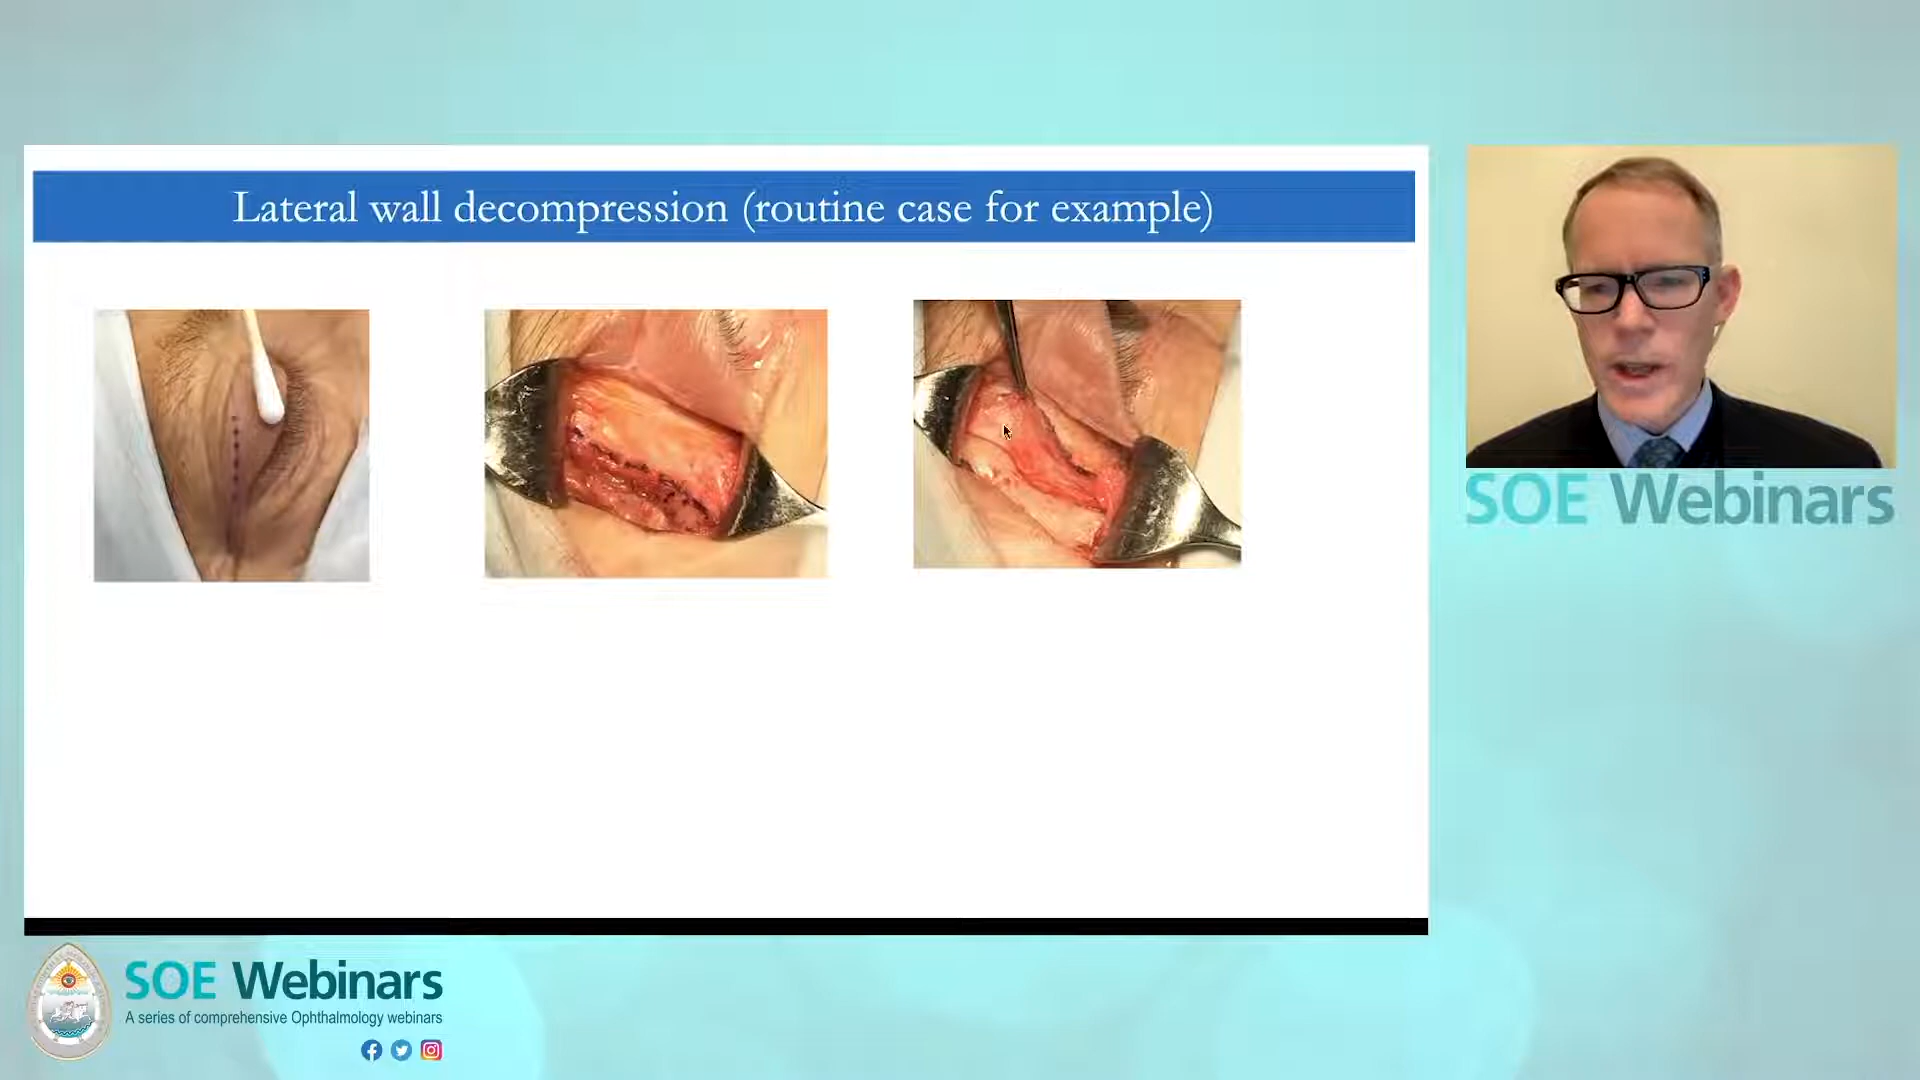 Lateral wall decompression (routine case for example)
SOE Webinars
SOE Webinars
A series of comprehensive Ophthalmology webinars